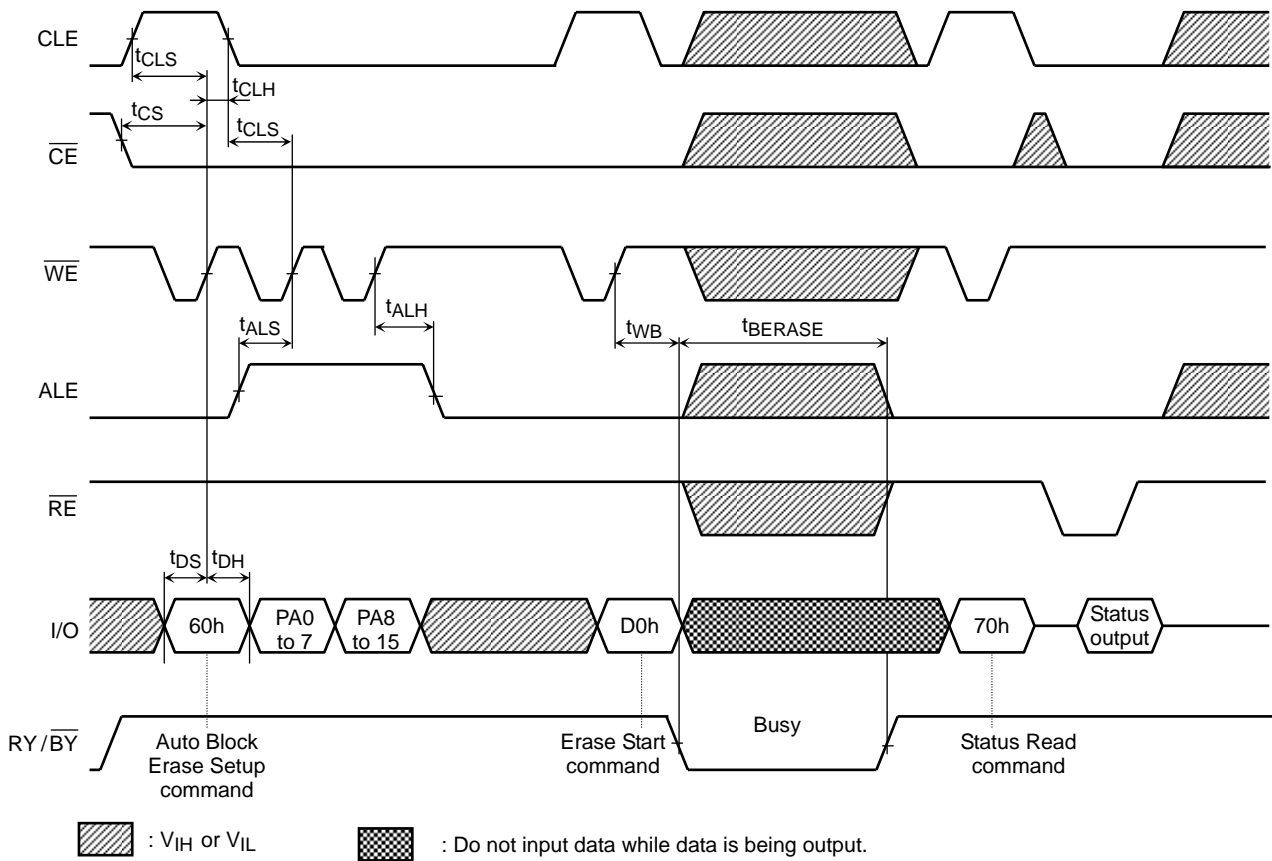 CLE
tCLS
tCLH
tCS
tCLS
CE
WE
tALS
tALH
tWB
tBERASE
ALE
RE
tDS
tDH
I/O
60h
PA0
to 7
PA8
to 15
D0h
70h
Status
output
RY/BY
Busy
Auto Block
Erase Setup
command
Erase Start
command
Status Read
command
: VIH or VIL
: Do not input data while data is being output.